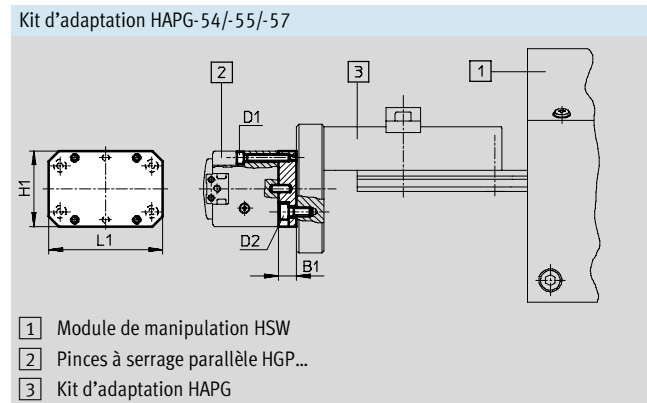 Kit d'adaptation HAPG-54/-55/-57
2
3
1
D1
H1
L1
D2
B1
1 Module de manipulation HSW
2 Pinces à serrage parallèle HGP...
3 Kit d'adaptation HAPG